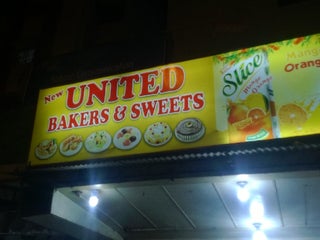 New UNITED
BAKERS & SWEETS
Slice
Mango
Orange